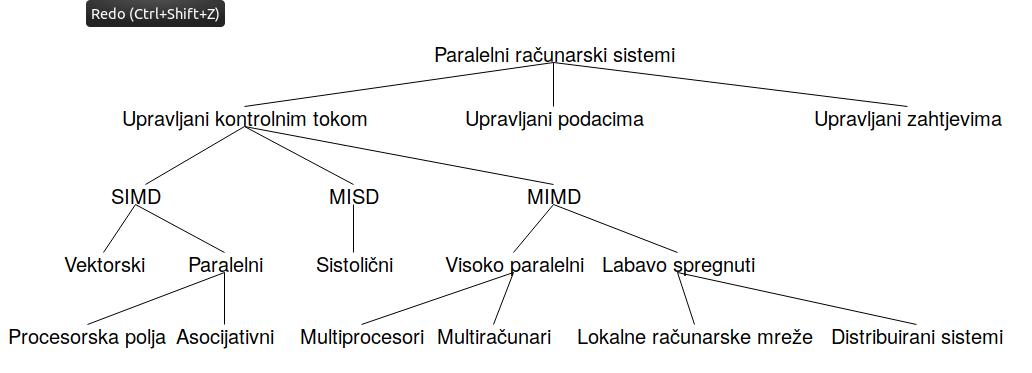 Redo (Ctrl+Shift+Z)
Paralelni računarski sistemi
Upravljani kontrolnim tokom
Upravljani podacima
Upravljani zahtjevima
SIMD
MISD
MIMD
Vektorski
Paralelni
Sistolični
Visoko paralelni
Labavo spregnuti
Procesorska polja
Asocijativni
Multiprocesori
Multiračunari
Lokalne računarske mreže
Distribuirani sistemi